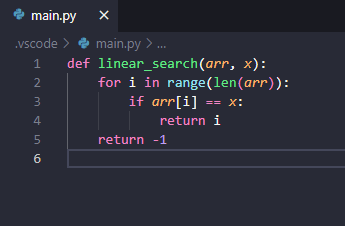 main.py ×
.vscode > main.py > ...
1 def linear_search(arr, x):
2     for i in range(len(arr)):
3         if arr[i] == x:
4             return i
5     return -1
6